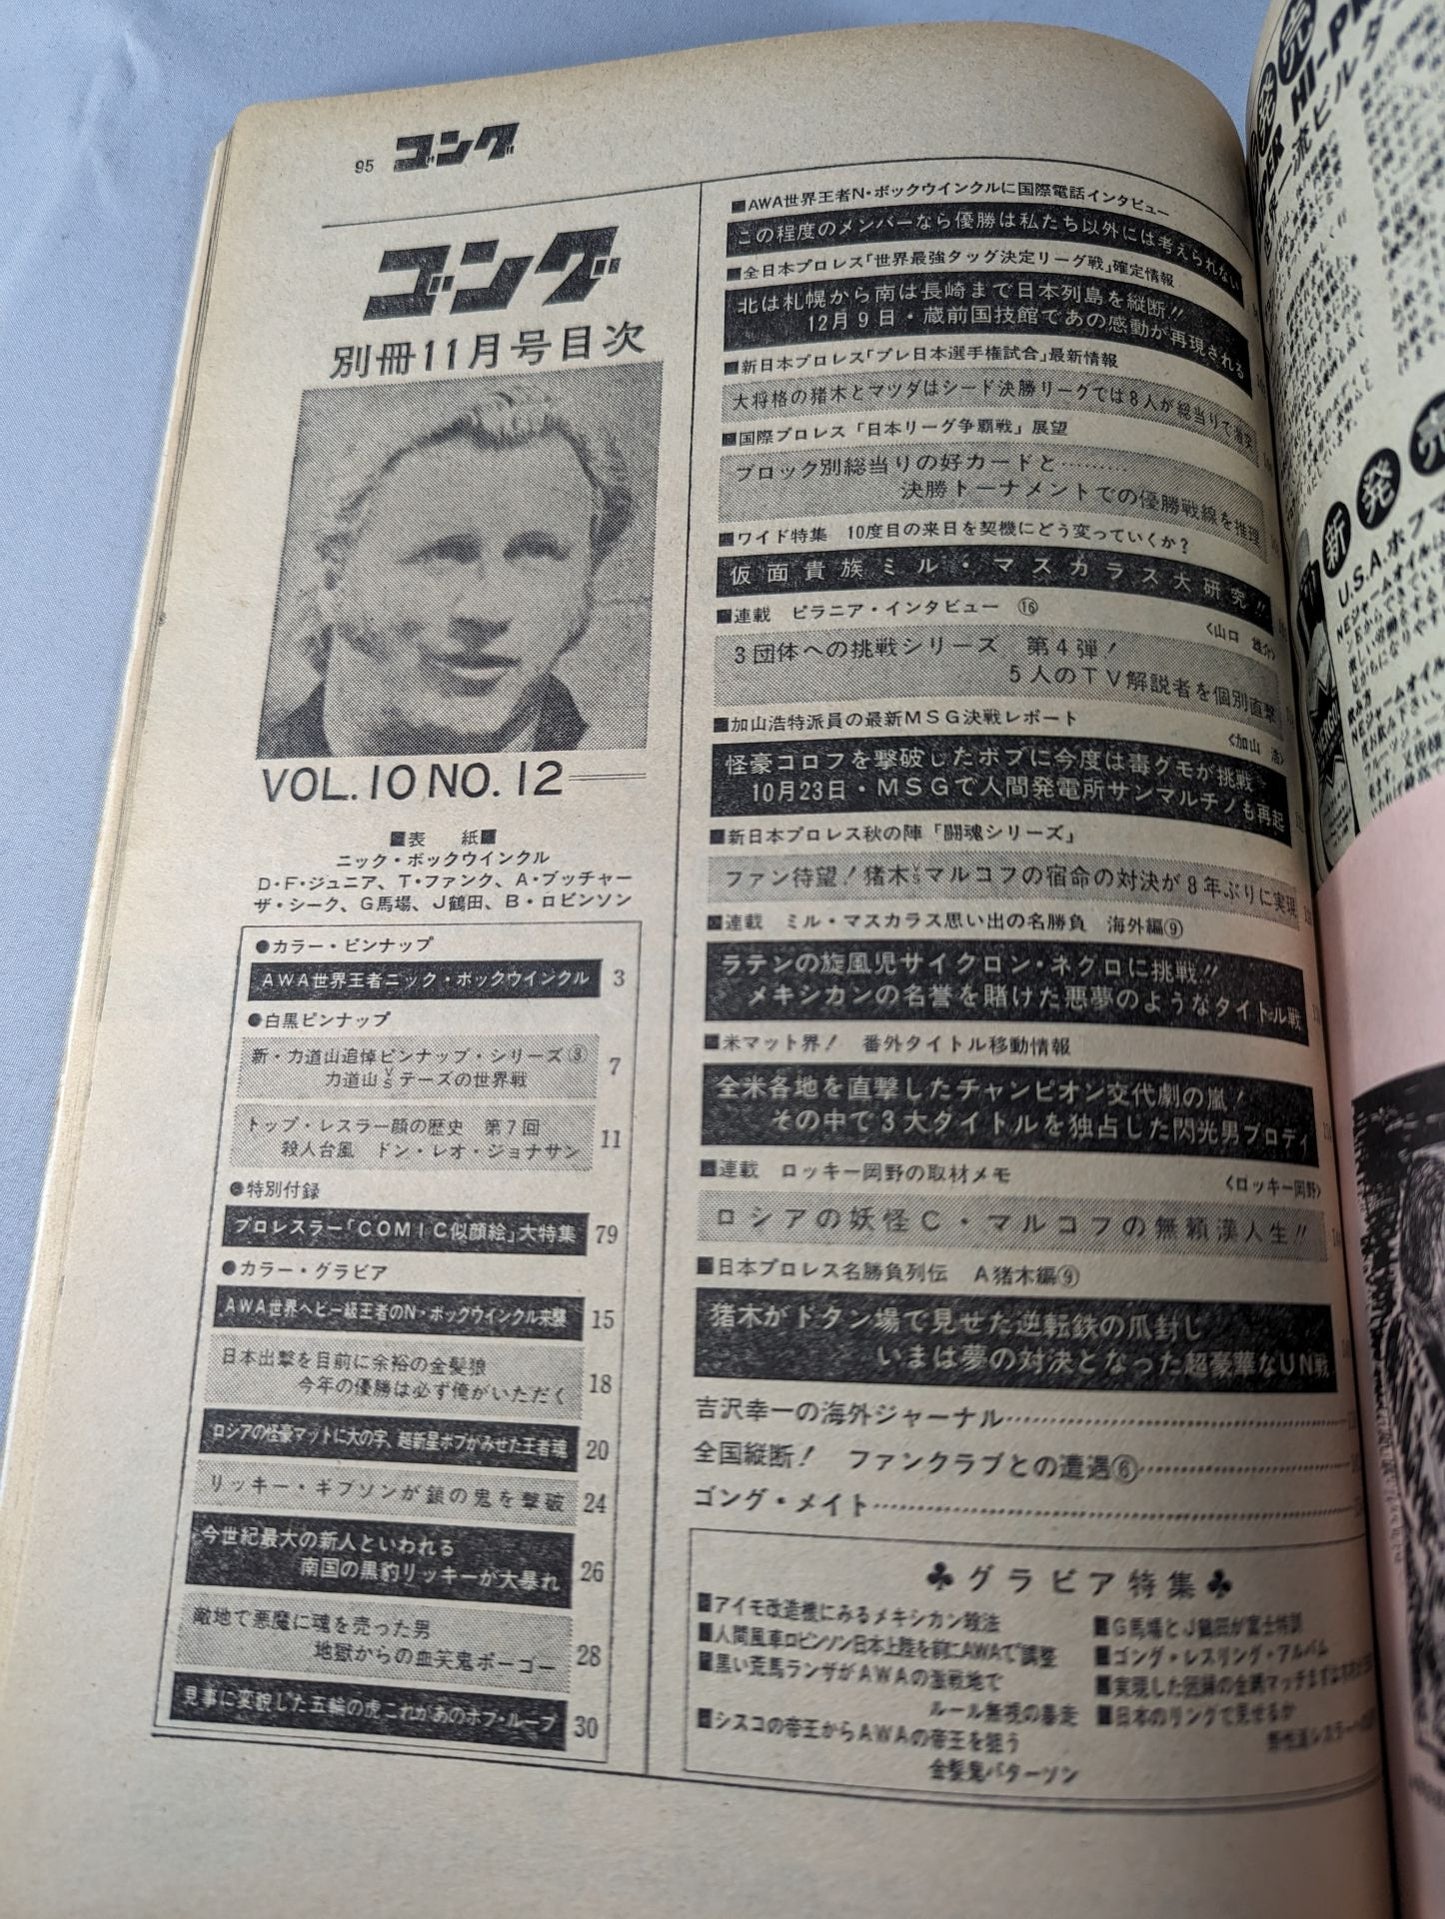 95 ゴング
ゴング
別冊11月号目次
VOL.10 NO.12
■表 紙■
ニック・ボックウインクル
D・F・ジュニア、T・ファンク、A・ブッチャー
ザ・シーク、G馬場、J鶴田、B・ロビンソン
●カラー・ピンナップ
AWA世界王者ニック・ボックウインクル 3
●白黒ピンナップ
新・力道山追悼ピンナップ・シリーズ③
力道山VSテーズの世界戦 7
トップ・レスラー顔の歴史 第7回
殺人台風 ドン・レオ・ジョナサン 11
●特別付録
プロレスラー「COMIC似顔絵」大特集 79
●カラー・グラビア
AWA世界ヘビー級王者のN・ボックウインクル来襲 15
日本出撃を目前に余裕の金髪狼
今年の優勝は必ず俺がいただく 18
ロシアの怪豪マットに大の字、超新星ボブがみせた王者魂 20
リッキー・ギブソンが鎖の鬼を撃破 24
今世紀最大の新人といわれる
南国の黒豹リッキーが大暴れ 26
敵地で悪魔に魂を売った男
地獄からの血笑鬼ボーゴー 28
見事に変貌した五輪の虎これがあのボブ・ループ 30
■AWA世界王者N・ボックウインクルに国際電話インタビュー
この程度のメンバーなら優勝は私たち以外には考えられない
■全日本プロレス「世界最強タッグ決定リーグ戦」確定情報
北は札幌から南は長崎まで日本列島を縦断!!
12月9日・蔵前国技館であの感動が再現される
■新日本プロレス「プレ日本選手権試合」最新情報
大将格の猪木とマツダはシード決勝リーグでは8人が総当りで激突
■国際プロレス「日本リーグ争覇戦」展望
ブロック別総当りの好カードと………
決勝トーナメントでの優勝戦線を推理
■ワイド特集 10度目の来日を契機にどう変っていくか?
仮面貴族ミル・マスカラス大研究!!
■連載 ピラニア・インタビュー ⑯
〈山口 雄介〉
3団体への挑戦シリーズ 第4弾!
5人のTV解説者を個別直撃
■加山浩特派員の最新MSG決戦レポート
〈加山 浩〉
怪豪コロフを撃破したボブに今度は毒グモが挑戦
10月23日・MSGで人間発電所サンマルチノも再起
■新日本プロレス秋の陣「闘魂シリーズ」
ファン待望!猪木VSマルコフの宿命の対決が8年ぶりに実現
■連載 ミル・マスカラス思い出の名勝負 海外編⑨
ラテンの旋風児サイクロン・ネグロに挑戦!!
メキシカンの名誉を賭けた悪夢のようなタイトル戦
■米マット界! 番外タイトル移動情報
全米各地を直撃したチャンピオン交代劇の嵐!
その中で3大タイトルを独占した閃光男ブロディ
■連載 ロッキー岡野の取材メモ
〈ロッキー岡野〉
ロシアの妖怪C・マルコフの無頼漢人生!!
■日本プロレス名勝負列伝 A猪木編⑨
猪木がドタン場で見せた逆転鉄の爪封じ
いまは夢の対決となった超豪華なUN戦
吉沢幸一の海外ジャーナル
全国縦断! ファンクラブとの遭遇⑥
ゴング・メイト
♣グラビア特集♣
■アイモ改造機にみるメキシカン殺法
■人間風車ロビンソン日本上陸を前にAWAで調整
■黒い荒馬ランザがAWAの激戦地で
ルール無視の暴走
■シスコの帝王からAWAの帝王を狙う
金髪鬼パターソン
■G馬場とJ鶴田が富士特訓
■ゴング・レスリング・アルバム
■日本のリングで見せるか
新発売
U.S.A.ホフマ